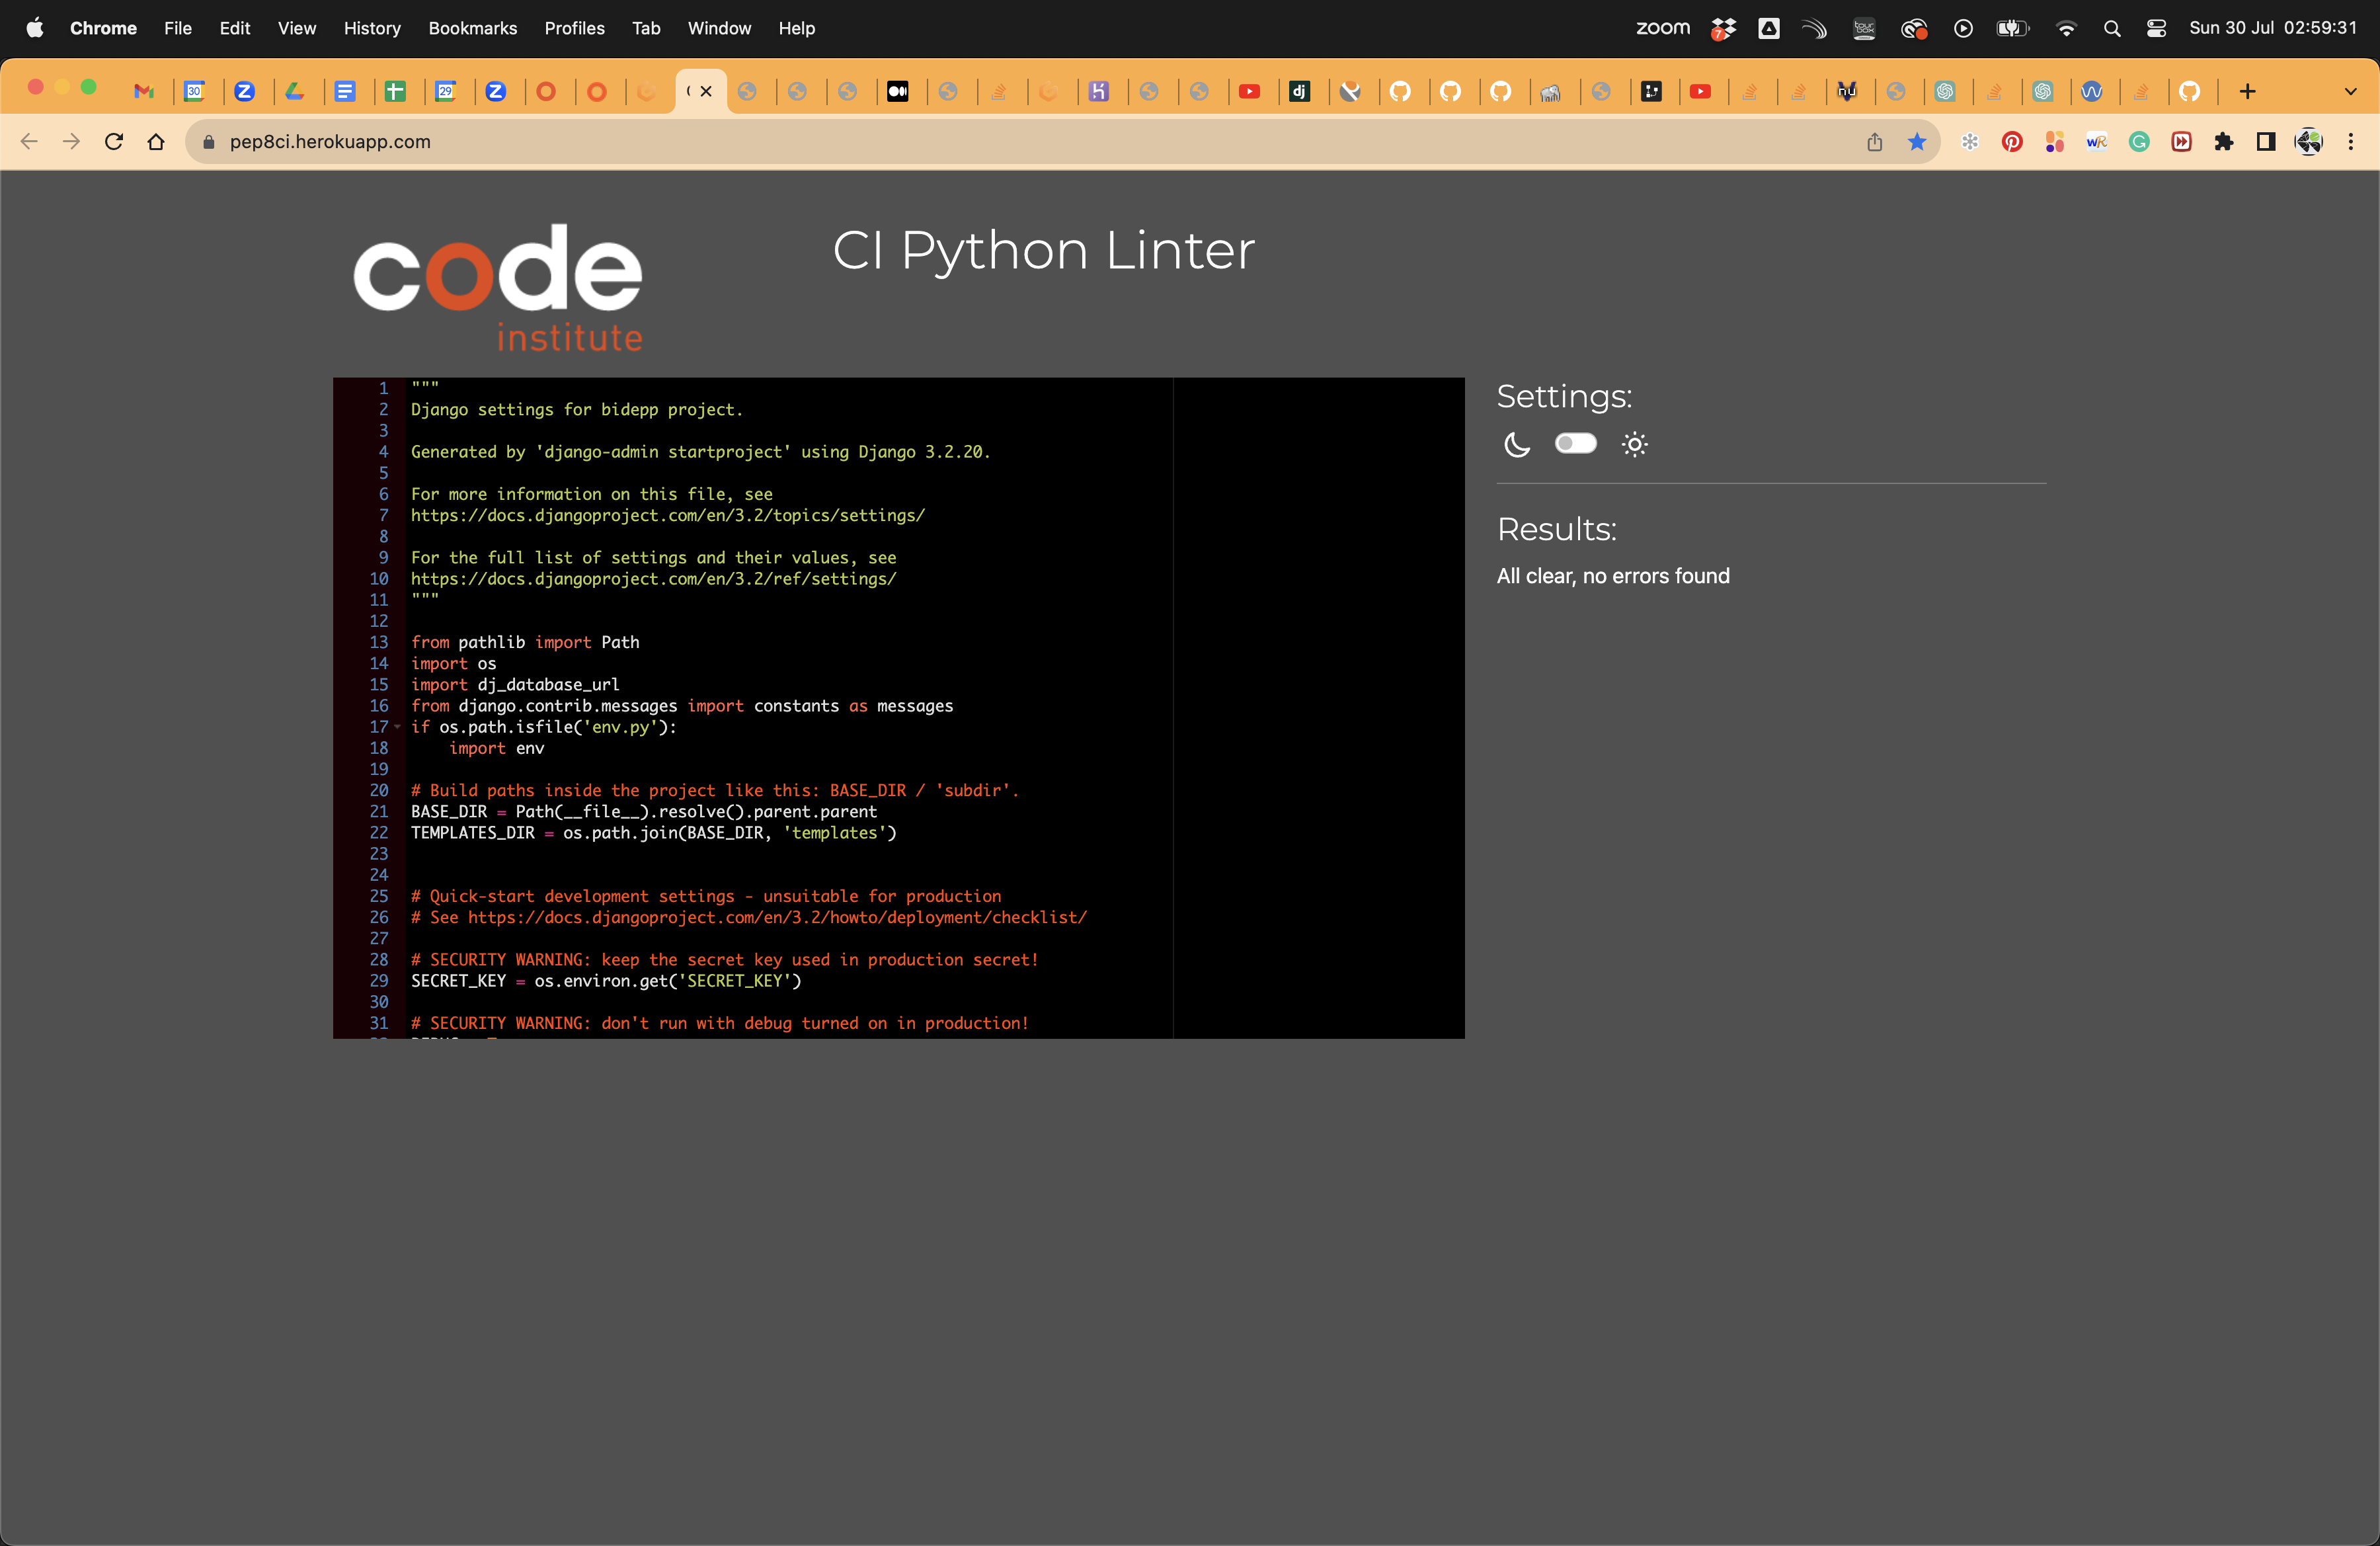 Chrome File Edit View History Bookmarks Profiles Tab Window Help zoom 7 Sun 30 Jul 02:59:31
30 29 dj nu
pep8ci.herokuapp.com
code
institute
CI Python Linter
1 """
2 Django settings for bidepp project.
3
4 Generated by 'django-admin startproject' using Django 3.2.20.
5
6 For more information on this file, see
7 https://docs.djangoproject.com/en/3.2/topics/settings/
8
9 For the full list of settings and their values, see
10 https://docs.djangoproject.com/en/3.2/ref/settings/
11 """
12
13 from pathlib import Path
14 import os
15 import dj_database_url
16 from django.contrib.messages import constants as messages
17 if os.path.isfile('env.py'):
18 import env
19
20 # Build paths inside the project like this: BASE_DIR / 'subdir'.
21 BASE_DIR = Path(__file__).resolve().parent.parent
22 TEMPLATES_DIR = os.path.join(BASE_DIR, 'templates')
23
24
25 # Quick-start development settings - unsuitable for production
26 # See https://docs.djangoproject.com/en/3.2/howto/deployment/checklist/
27
28 # SECURITY WARNING: keep the secret key used in production secret!
29 SECRET_KEY = os.environ.get('SECRET_KEY')
30
31 # SECURITY WARNING: don't run with debug turned on in production!
Settings:
Results:
All clear, no errors found